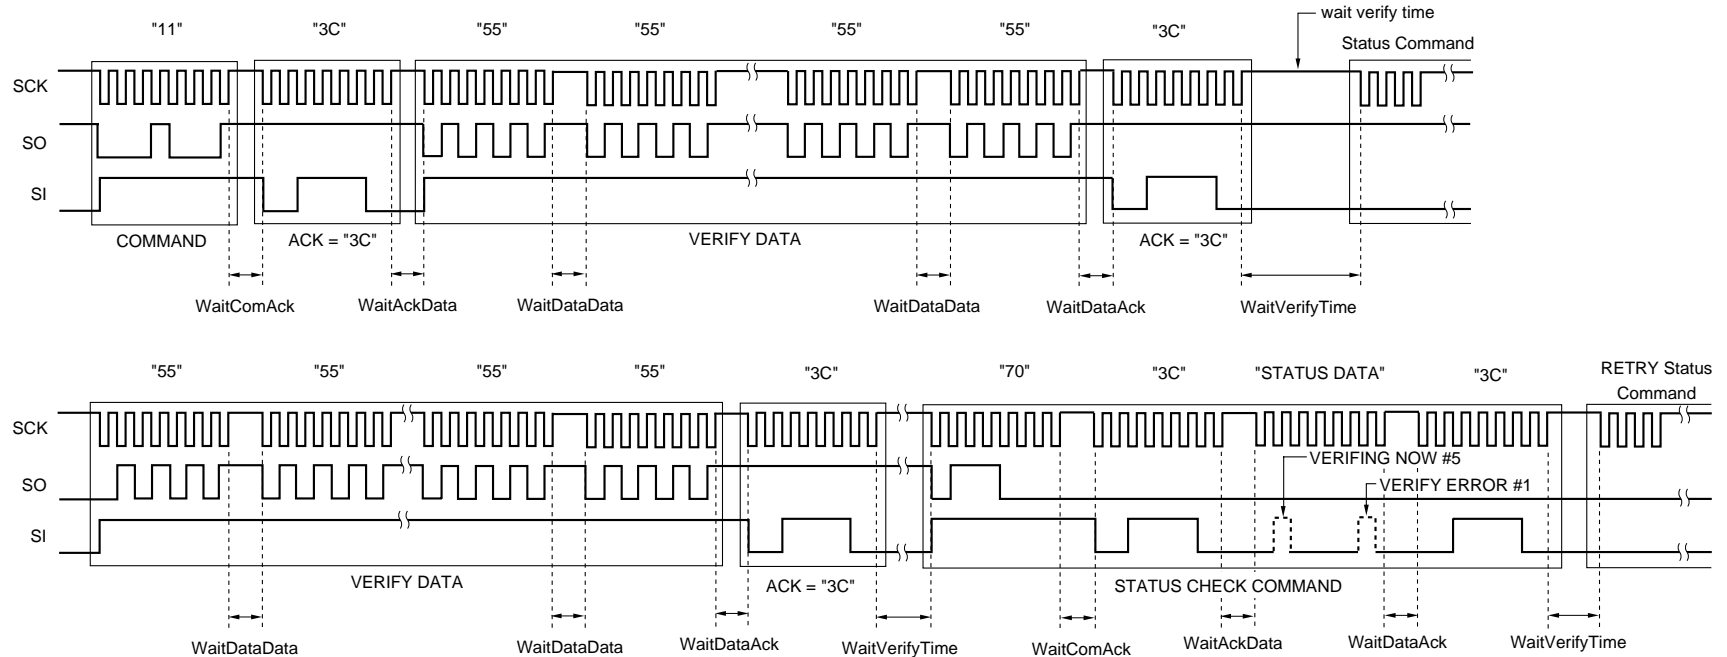 wait verify time
"11" "3C" "55" "55" "55" "55" "3C"
Status Command
SCK
SO
SI
COMMAND ACK = "3C" VERIFY DATA ACK = "3C"
WaitComAck WaitAckData WaitDataData WaitDataData WaitDataAck WaitVerifyTime
"55" "55" "55" "55" "3C" "70" "3C" "STATUS DATA" "3C" RETRY Status
Command
SCK
VERIFING NOW #5
SO
VERIFY ERROR #1
SI
VERIFY DATA ACK = "3C" STATUS CHECK COMMAND
WaitDataData WaitDataData WaitDataAck WaitVerifyTime WaitComAck WaitAckData WaitDataAck WaitVerifyTime